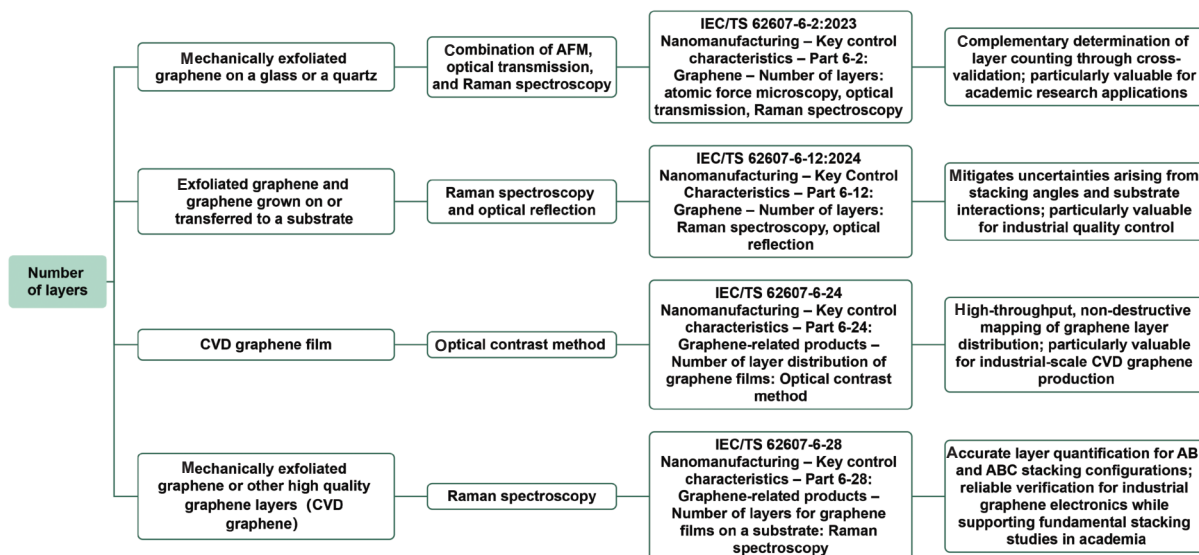 Number
of layers
Mechanically exfoliated
graphene on a glass or a quartz
Combination of AFM,
optical transmission,
and Raman spectroscopy
IEC/TS 62607-6-2:2023
Nanomanufacturing – Key control
characteristics – Part 6-2:
Graphene – Number of layers:
atomic force microscopy, optical
transmission, Raman spectroscopy
Complementary determination of
layer counting through cross-
validation; particularly valuable for
academic research applications
Exfoliated graphene and
graphene grown on or
transferred to a substrate
Raman spectroscopy
and optical reflection
IEC/TS 62607-6-12:2024
Nanomanufacturing – Key Control
Characteristics – Part 6-12:
Graphene – Number of layers:
Raman spectroscopy, optical
reflection
Mitigates uncertainties arising from
stacking angles and substrate
interactions; particularly valuable
for industrial quality control
CVD graphene film
Optical contrast method
IEC/TS 62607-6-24
Nanomanufacturing – Key control
characteristics – Part 6-24:
Graphene-related products –
Number of layer distribution of
graphene films: Optical contrast
method
High-throughput, non-destructive
mapping of graphene layer
distribution; particularly valuable
for industrial-scale CVD graphene
production
Mechanically exfoliated
graphene or other high quality
graphene layers (CVD
graphene)
Raman spectroscopy
IEC/TS 62607-6-28
Nanomanufacturing – Key control
characteristics – Part 6-28:
Graphene-related products –
Number of layers for graphene
films on a substrate: Raman
spectroscopy
Accurate layer quantification for AB
and ABC stacking configurations;
reliable verification for industrial
graphene electronics while
supporting fundamental stacking
studies in academia